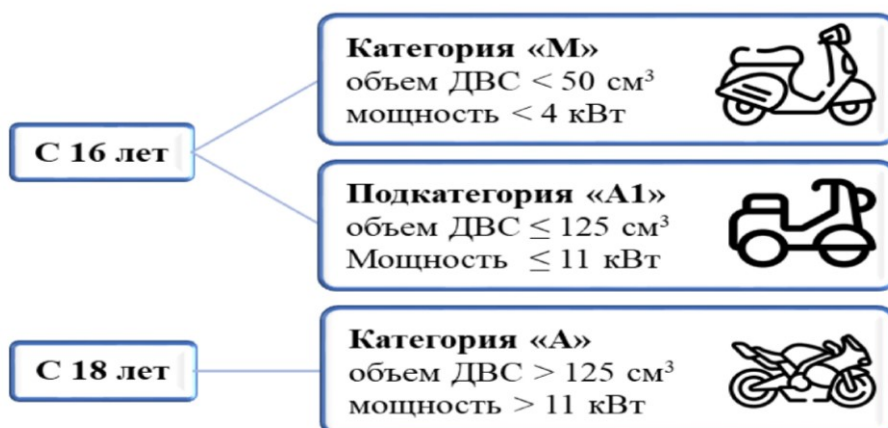 С 16 лет
Категория «М»
объем ДВС < 50 см³
мощность < 4 кВт
Подкатегория «А1»
объем ДВС ≤ 125 см³
Мощность ≤ 11 кВт
С 18 лет
Категория «А»
объем ДВС > 125 см³
мощность > 11 кВт